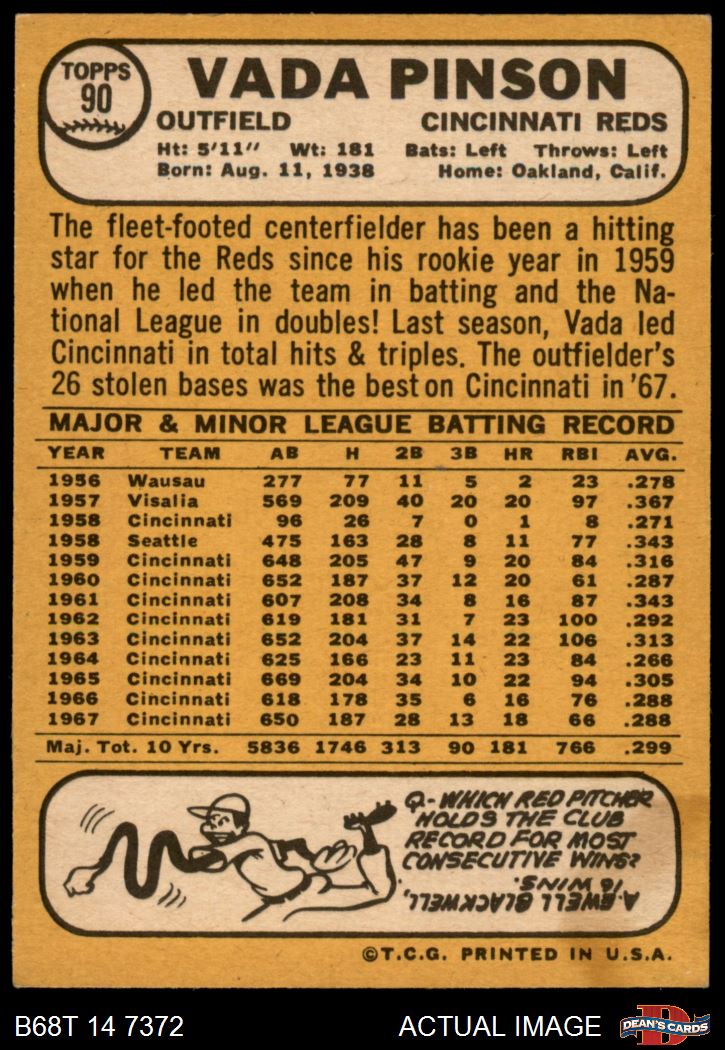 TOPPS
90
VADA PINSON
OUTFIELD CINCINNATI REDS
Ht: 5'11" Wt: 181 Bats: Left Throws: Left
Born: Aug. 11, 1938 Home: Oakland, Calif.
The fleet-footed centerfielder has been a hitting
star for the Reds since his rookie year in 1959
when he led the team in batting and the Na-
tional League in doubles! Last season, Vada led
Cincinnati in total hits & triples. The outfielder's
26 stolen bases was the best on Cincinnati in '67.
MAJOR & MINOR LEAGUE BATTING RECORD
YEAR TEAM AB H 2B 3B HR RBI AVG.
1956 Wausau 277 77 11 5 2 23 .278
1957 Visalia 569 209 40 20 20 97 .367
1958 Cincinnati 96 26 7 0 1 8 .271
1958 Seattle 475 163 28 8 11 77 .343
1959 Cincinnati 648 205 47 9 20 84 .316
1960 Cincinnati 652 187 37 12 20 61 .287
1961 Cincinnati 607 208 34 8 16 87 .343
1962 Cincinnati 619 181 31 7 23 100 .292
1963 Cincinnati 652 204 37 14 22 106 .313
1964 Cincinnati 625 166 23 11 23 84 .266
1965 Cincinnati 669 204 34 10 22 94 .305
1966 Cincinnati 618 178 35 6 16 76 .288
1967 Cincinnati 650 187 28 13 18 66 .288
Maj. Tot. 10 Yrs. 5836 1746 313 90 181 766 .299
Q- WHICH RED PITCHER
HOLDS THE CLUB
RECORD FOR MOST
CONSECUTIVE WINS?
A. EWELL BLACKWELL,
16 WINS.
©T.C.G. PRINTED IN U.S.A.
B68T 14 7372 ACTUAL IMAGE D DEAN'S CARDS